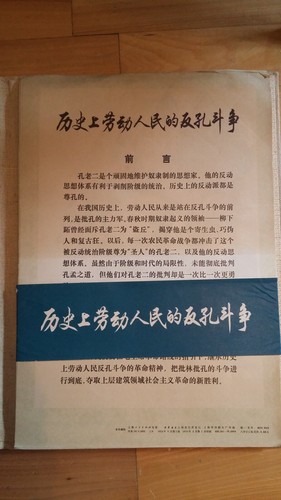 历史上劳动人民的反孔斗争
前言
孔老二是个顽固地维护奴隶制的思想家，他的反动
思想体系有利于剥削阶级的统治，历史上的反动派都是
尊孔的。
在我国历史上，劳动人民从来是站在反孔斗争的前
列，是批孔的主力军。春秋时期奴隶起义的领袖——柳下
跖曾经面斥孔老二为“盗丘”，揭穿他是个寄生虫、巧伪
人和复古狂。以后，每一次农民革命战争都冲击了这个
被反动统治阶级尊为“圣人”的孔老二，以及他的反动思
想体系。虽然由于阶级和时代的局限性，未能彻底批判
孔孟之道，但他们对孔老二的批判却是一次比一次更
历史上劳动人民的反孔斗争
上劳动人民反孔斗争的革命精神，把批林批孔的斗争进
行到底，夺取上层建筑领域社会主义革命的新胜利。